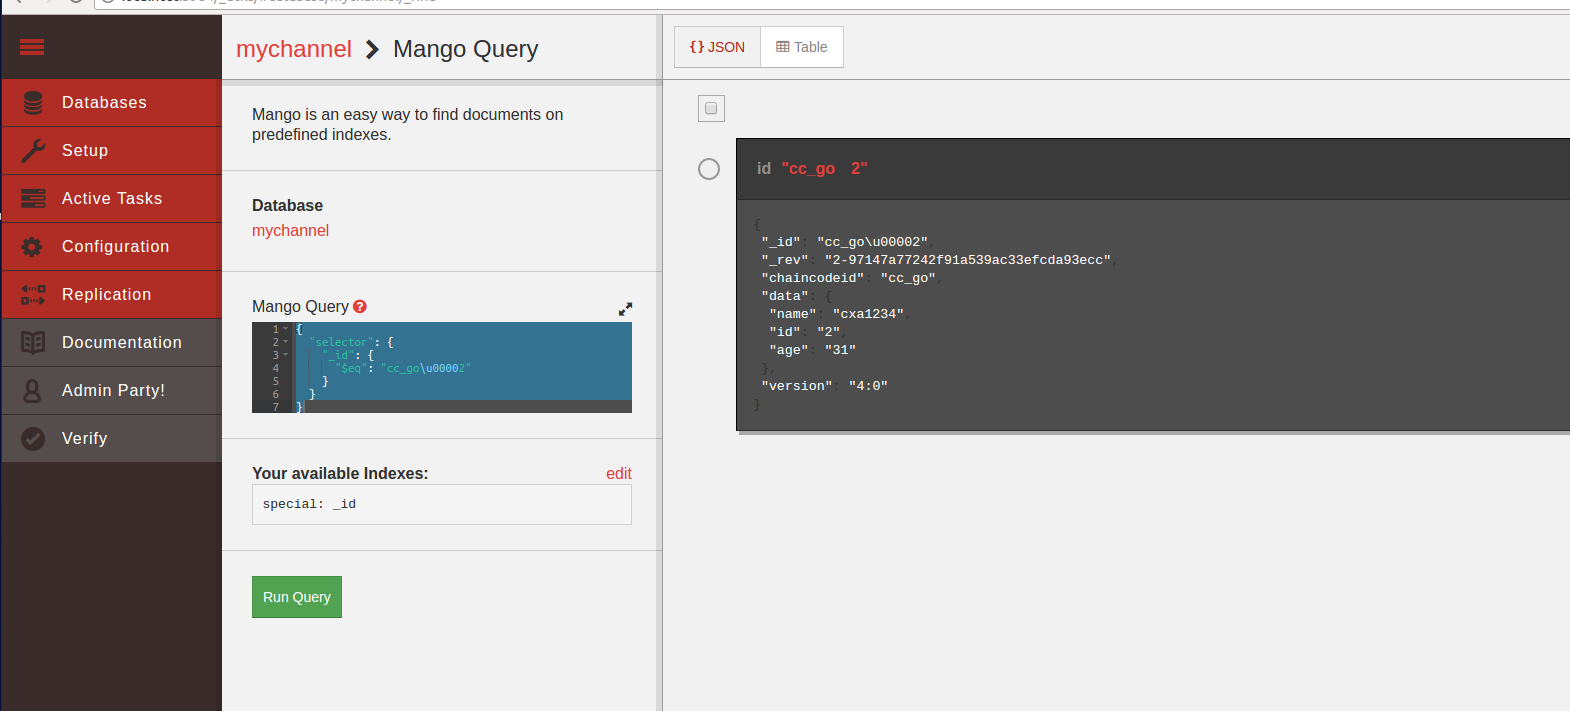 mychannel > Mango Query
{} JSON
Table
Databases
Setup
Active Tasks
Configuration
Replication
Documentation
Admin Party!
Verify
Mango is an easy way to find documents on
predefined indexes.
Database
mychannel
Mango Query ?
1 {
2 "selector": {
3 "_id": {
4 "$eq": "cc_go\u00002"
5 }
6 }
7 }
Your available Indexes: edit
special: _id
Run Query
id "cc_go 2"
{
"_id": "cc_go\u00002",
"_rev": "2-97147a77242f91a539ac33efcda93ecc",
"chaincodeid": "cc_go",
"data": {
"name": "cxa1234",
"id": "2",
"age": "31"
},
"version": "4:0"
}